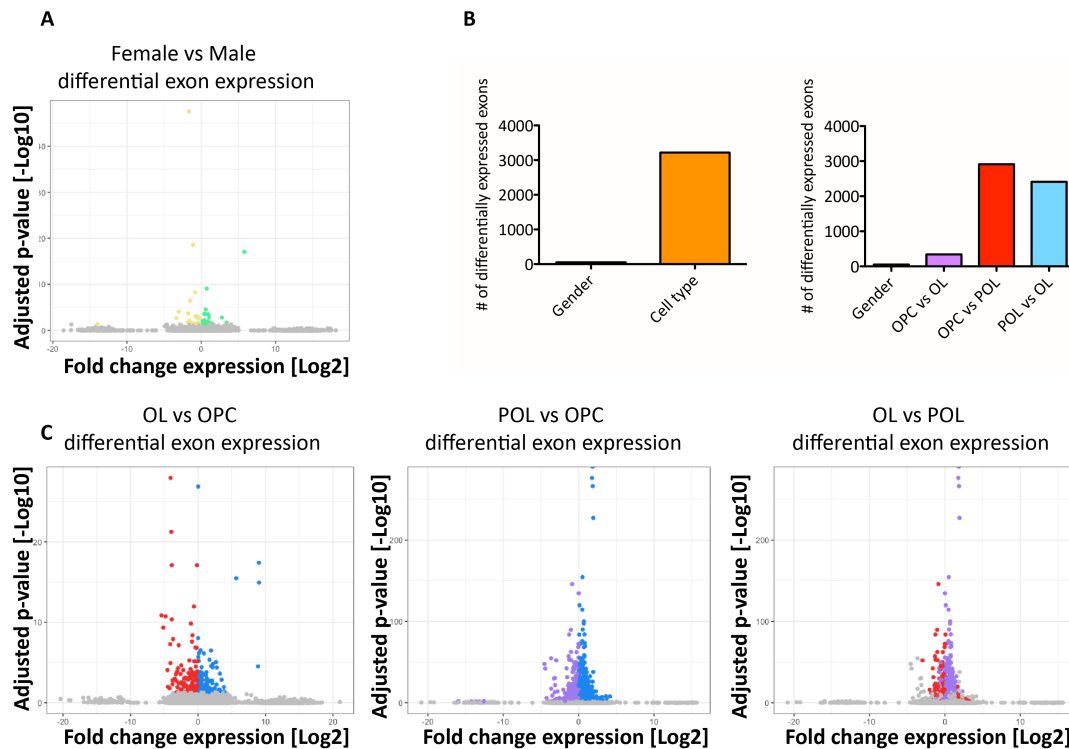 A
B
Female vs Male
differential exon expression
Adjusted p-value [-Log10]
20
0
-20
-10
0
10
Fold change expression [Log2]
# of differentially expressed exons
4000
3000
2000
1000
0
Gender
Cell type
# of differentially expressed exons
4000
3000
2000
1000
0
Gender
OPC vs OL
OPC vs POL
POL vs OL
C
OL vs OPC
differential exon expression
Adjusted p-value [-Log10]
20
10
0
-20
-10
0
10
20
Fold change expression [Log2]
POL vs OPC
differential exon expression
Adjusted p-value [-Log10]
200
100
0
-20
-10
0
10
Fold change expression [Log2]
OL vs POL
differential exon expression
Adjusted p-value [-Log10]
200
100
0
-20
-10
0
10
Fold change expression [Log2]